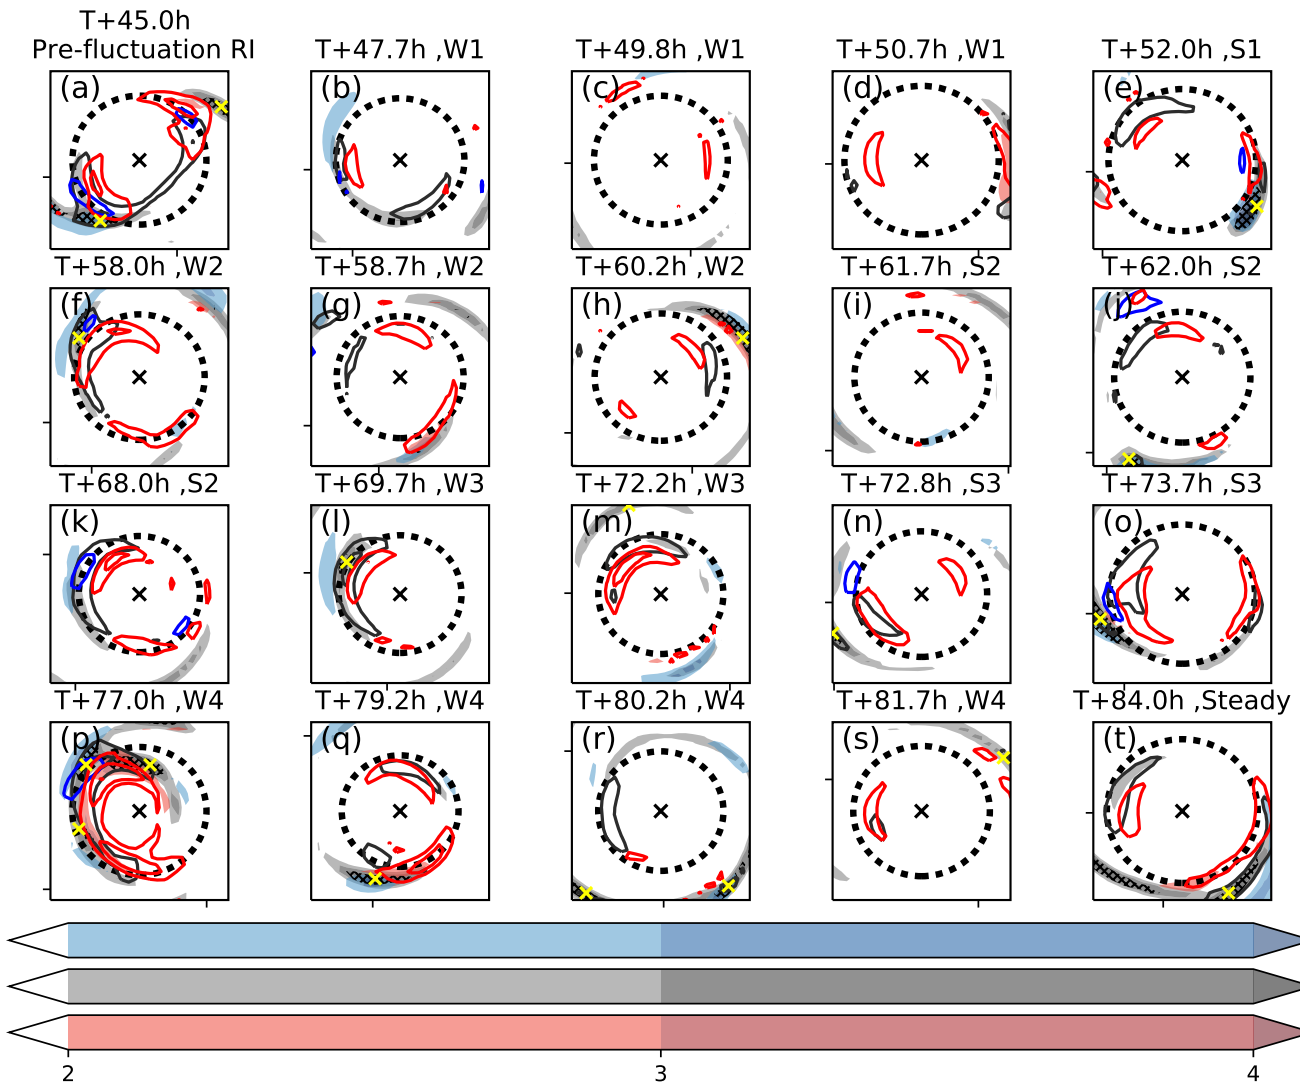 T+45.0h
Pre-fluctuation RI
T+47.7h ,W1
T+49.8h ,W1
T+50.7h ,W1
T+52.0h ,S1
(a)
(b)
(c)
(d)
(e)
T+58.0h ,W2
T+58.7h ,W2
T+60.2h ,W2
T+61.7h ,S2
T+62.0h ,S2
(f)
(g)
(h)
(i)
(j)
T+68.0h ,S2
T+69.7h ,W3
T+72.2h ,W3
T+72.8h ,S3
T+73.7h ,S3
(k)
(l)
(m)
(n)
(o)
T+77.0h ,W4
T+79.2h ,W4
T+80.2h ,W4
T+81.7h ,W4
T+84.0h ,Steady
(p)
(q)
(r)
(s)
(t)
2
3
4